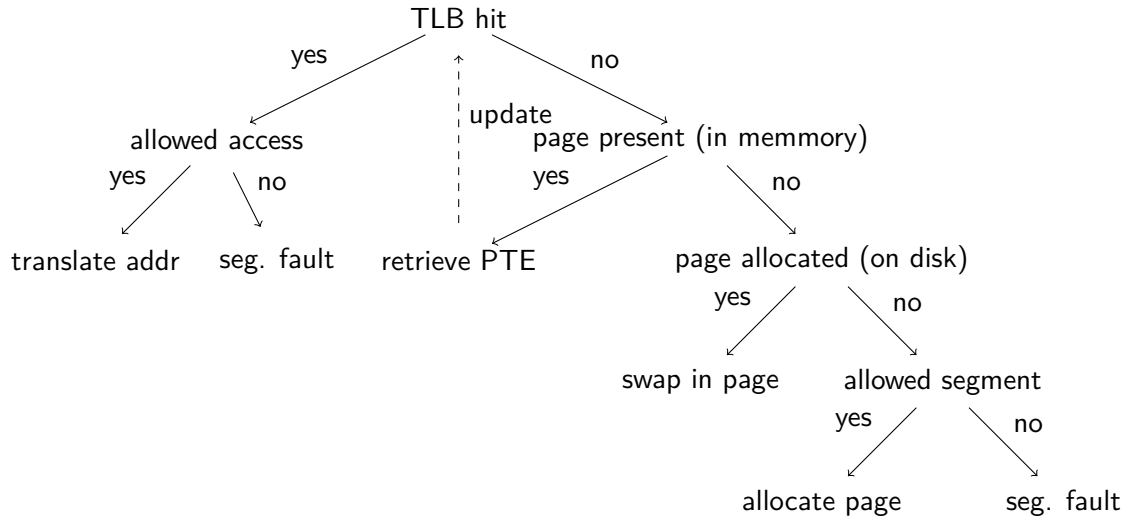 TLB hit
yes
no
update
allowed access
page present (in memmory)
yes
no
yes
no
translate addr
seg. fault
retrieve PTE
page allocated (on disk)
yes
no
swap in page
allowed segment
yes
no
allocate page
seg. fault